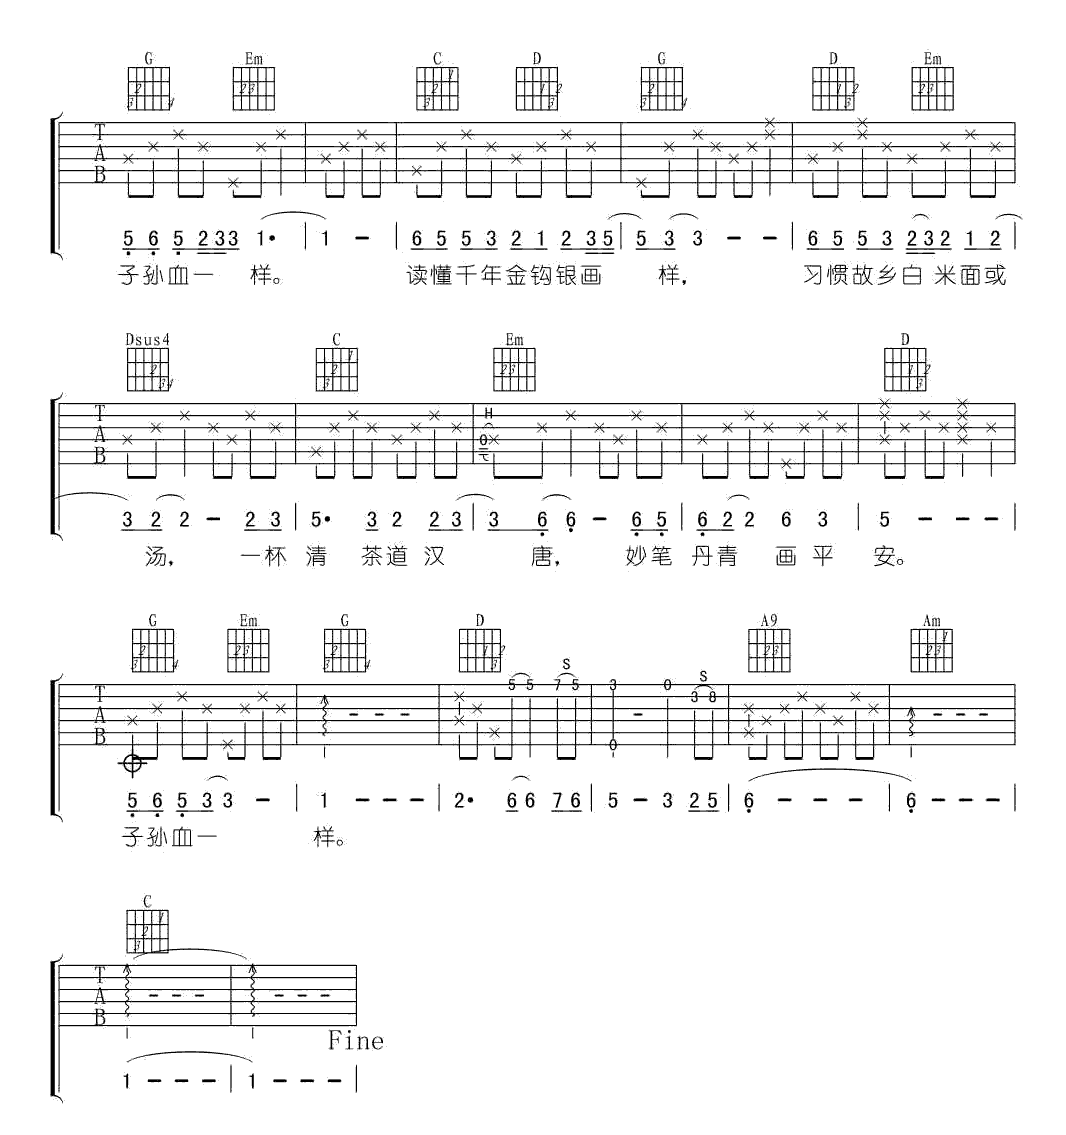 G Em C D G D Em
T A B
5 6 5 2 3 3 1• | 1 – | 6 5 5 3 2 1 2 3 5 | 5 3 3 – – | 6 5 5 3 2 3 2 1 2 |
子孙血一 样。 读懂千年金钩银画 样, 习惯故乡白 米面或
Dsus4 C Em D
T A B H 0
3 2 2 – 2 3 | 5• 3 2 2 3 | 3 6 6 – 6 5 | 6 2 2 6 3 | 5 – – – |
汤, 一杯 清 茶道汉 唐, 妙笔 丹青 画平 安。
G Em G D A9 Am
S S
T A B – – – 5 5 7 5 3 0 – 0 3 8 – – –
5 6 5 3 3 – | 1 – – – | 2• 6 6 7 6 | 5 – 3 2 5 | 6 – – – | 6 – – – |
子孙血一 样。
C
T A B – – – – – –
Fine
1 – – – | 1 – – – |